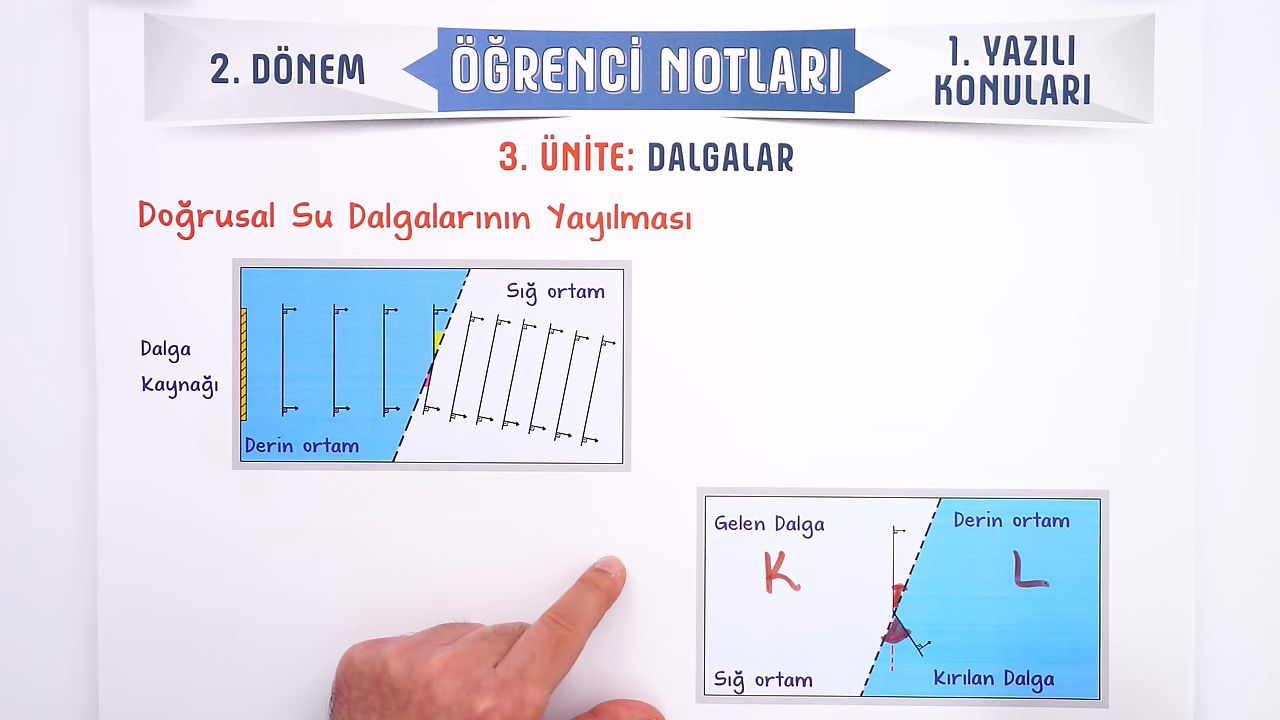 2. DÖNEM
ÖĞRENCİ NOTLARI
1. YAZILI
KONULARI
3. ÜNİTE: DALGALAR
Doğrusal Su Dalgalarının Yayılması
Sığ ortam
Dalga
Kaynağı
Derin ortam
Gelen Dalga
Derin ortam
K
L
Sığ ortam
Kırılan Dalga